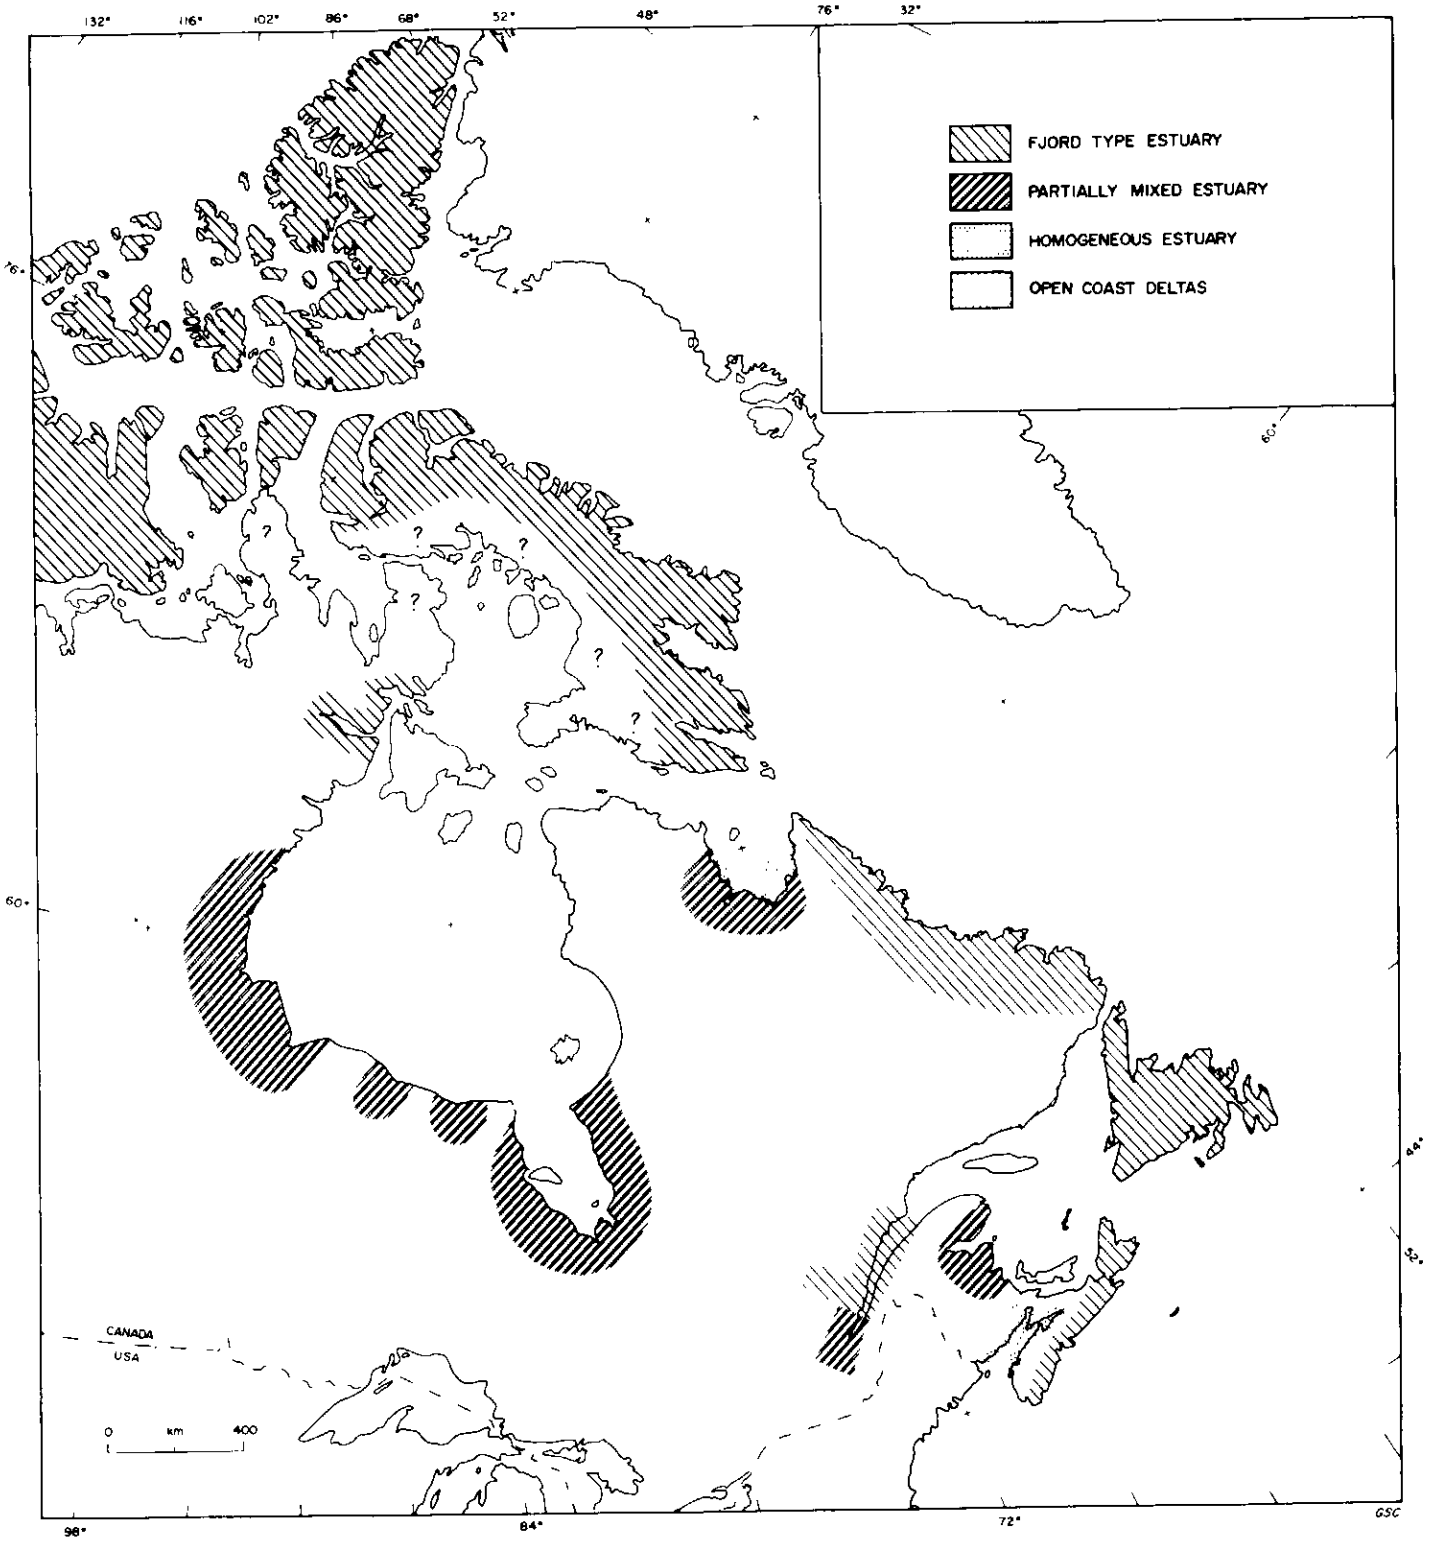 132° 116° 102° 86° 68° 52° 48° 76° 32°
FJORD TYPE ESTUARY
PARTIALLY MIXED ESTUARY
HOMOGENEOUS ESTUARY
OPEN COAST DELTAS
76°
60°
?
? ?
?
?
?
60°
44°
52°
CANADA
USA
0 km 400
GSC
98° 84° 72°